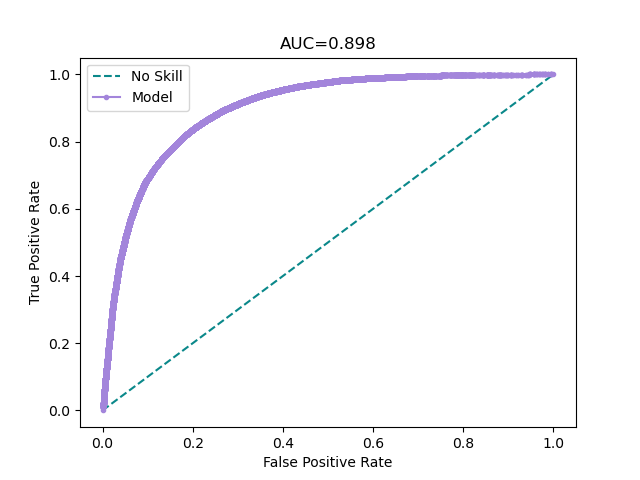 AUC=0.898
No Skill
Model
1.0
0.8
0.6
0.4
0.2
0.0
True Positive Rate
0.0 0.2 0.4 0.6 0.8 1.0
False Positive Rate